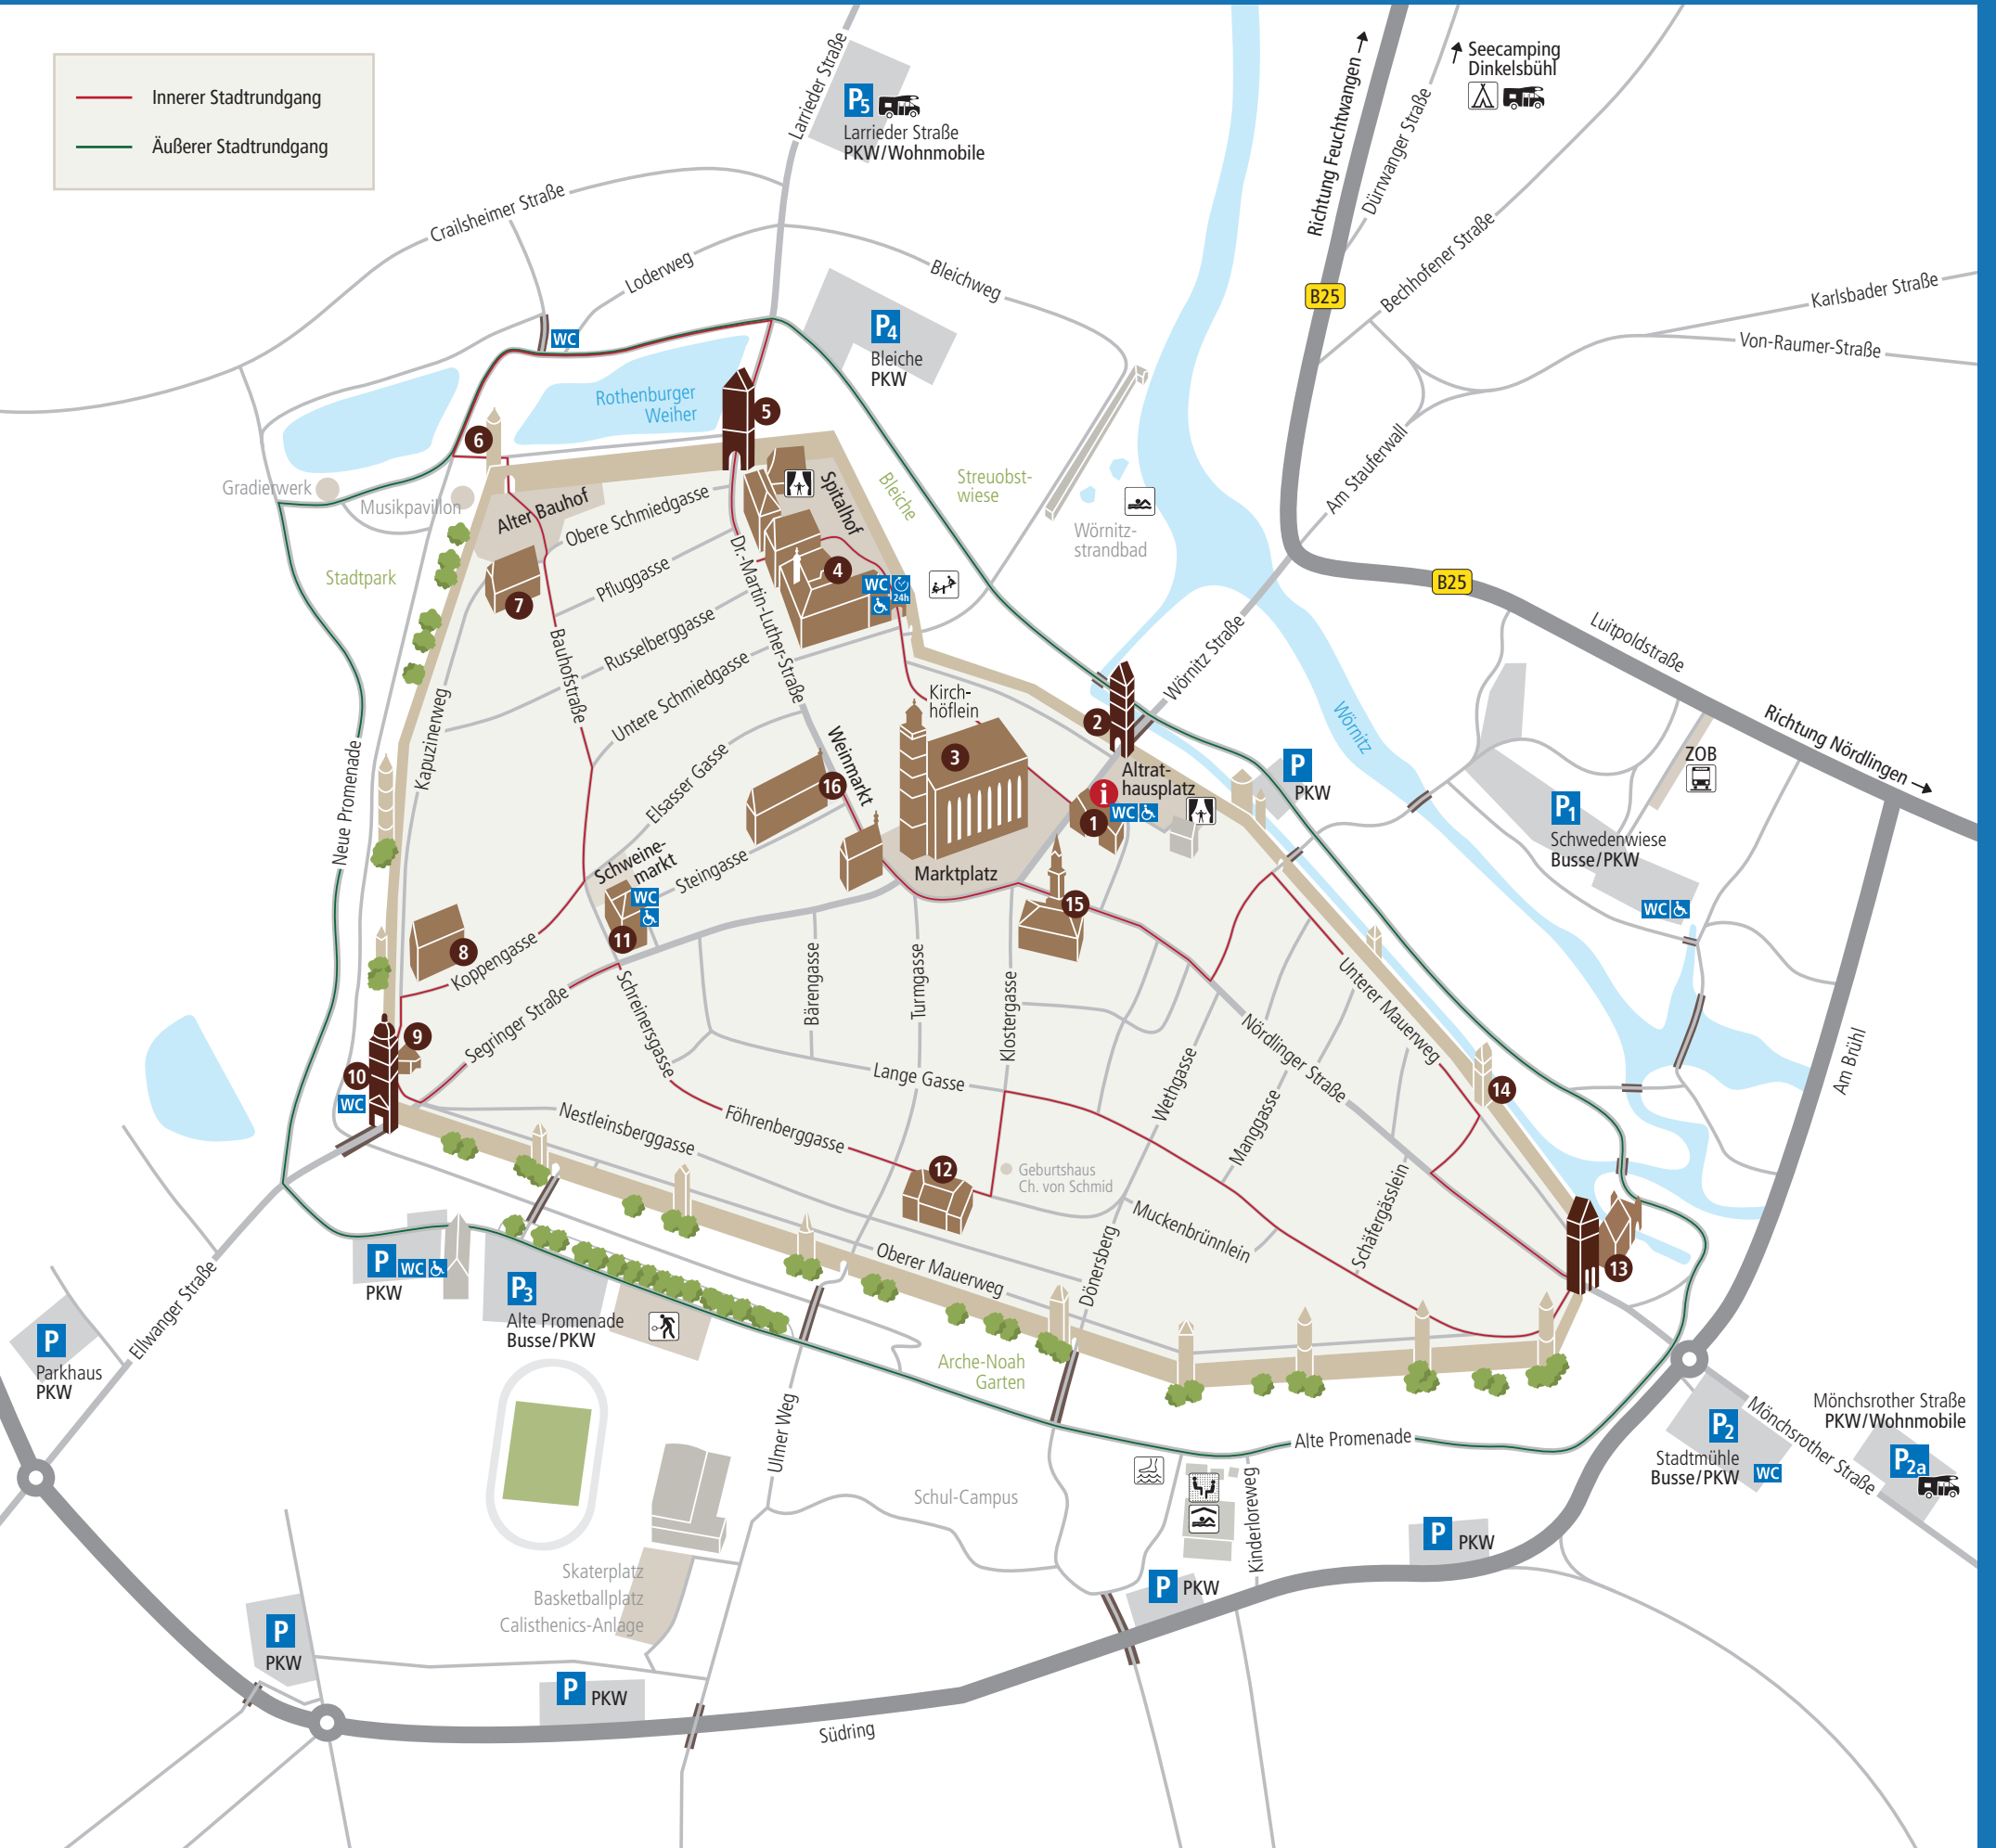 Innerer Stadtrundgang
Äußerer Stadtrundgang
Larrieder Straße
P5
Larrieder Straße
PKW/Wohnmobile
Richtung Feuchtwangen
Seecamping
Dinkelsbühl
Dürrwanger Straße
Crailsheimer Straße
Loderweg
Bleichweg
B25
Bechhofener Straße
Karlsbader Straße
Von-Raumer-Straße
WC
P4
Bleiche
PKW
Rothenburger
Weiher
5
6
Gradierwerk
Musikpavillon
Alter Bauhof
Obere Schmiedgasse
Spitalhof
Bleiche
Streuobst-
wiese
Am Stauferwall
Wörnitz-
strandbad
Stadtpark
7
Pfluggasse
Dr.-Martin-Luther-Straße
4
WC
24h
B25
Luitpoldstraße
Bauhofstraße
Russelberggasse
Untere Schmiedgasse
Wörnitz Straße
Kapuzinerweg
Kirch-
höflein
2
Wörnitz
Richtung Nördlingen
Neue Promenade
Elsasser Gasse
Weinmarkt
3
16
Altrat-
hausplatz
i
WC
1
P
PKW
ZOB
P1
Schwedenwiese
Busse/PKW
WC
Schweine-
markt
Steingasse
WC
11
Marktplatz
15
8
Koppengasse
Segringer Straße
Schreinersgasse
Bärengasse
Turmgasse
Klostergasse
Unterer Mauerweg
Nördlinger Straße
9
10
WC
Lange Gasse
Wethgasse
Manggasse
14
Am Brühl
Nestleinsberggasse
Föhrenberggasse
12
Geburtshaus
Ch. von Schmid
Muckenbrünnlein
Schäfergässlein
13
Dönersberg
Oberer Mauerweg
Ellwanger Straße
P
WC
PKW
P3
Alte Promenade
Busse/PKW
P
Parkhaus
PKW
Arche-Noah
Garten
Ulmer Weg
Alte Promenade
P2
Stadtmühle
Busse/PKW
WC
Mönchsrother Straße
Mönchsrother Straße
PKW/Wohnmobile
P2a
Schul-Campus
Kinderloreweg
P
PKW
P
PKW
Skaterplatz
Basketballplatz
Calisthenics-Anlage
P
PKW
P
PKW
Südring